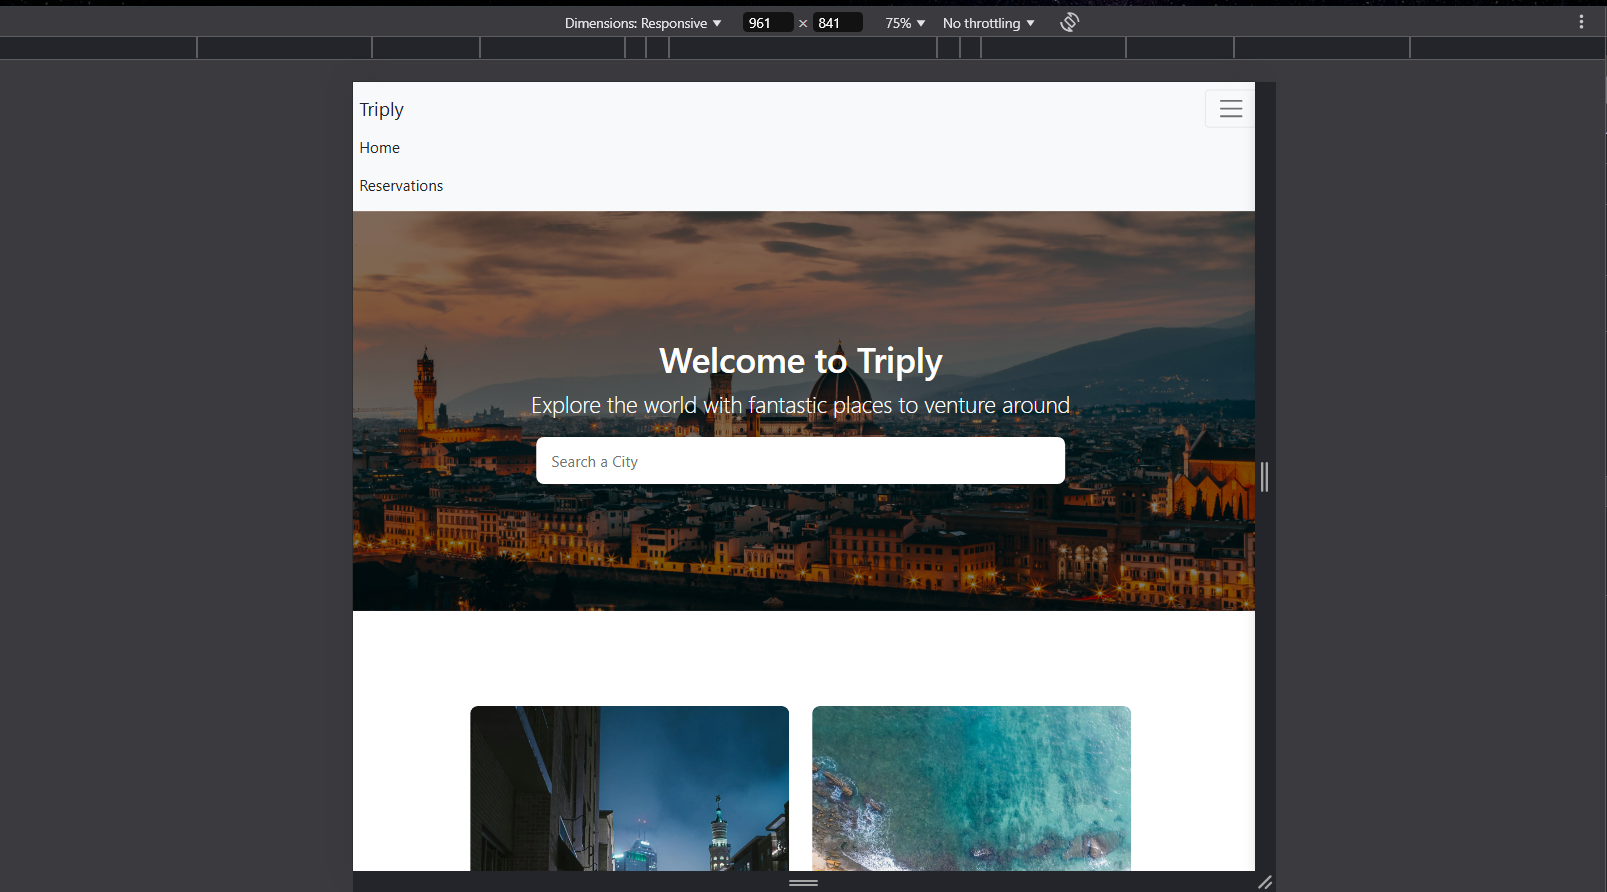 Dimensions: Responsive ▼ 961 × 841 75% ▼ No throttling ▼
Triply
Home
Reservations
Welcome to Triply
Explore the world with fantastic places to venture around
Search a City